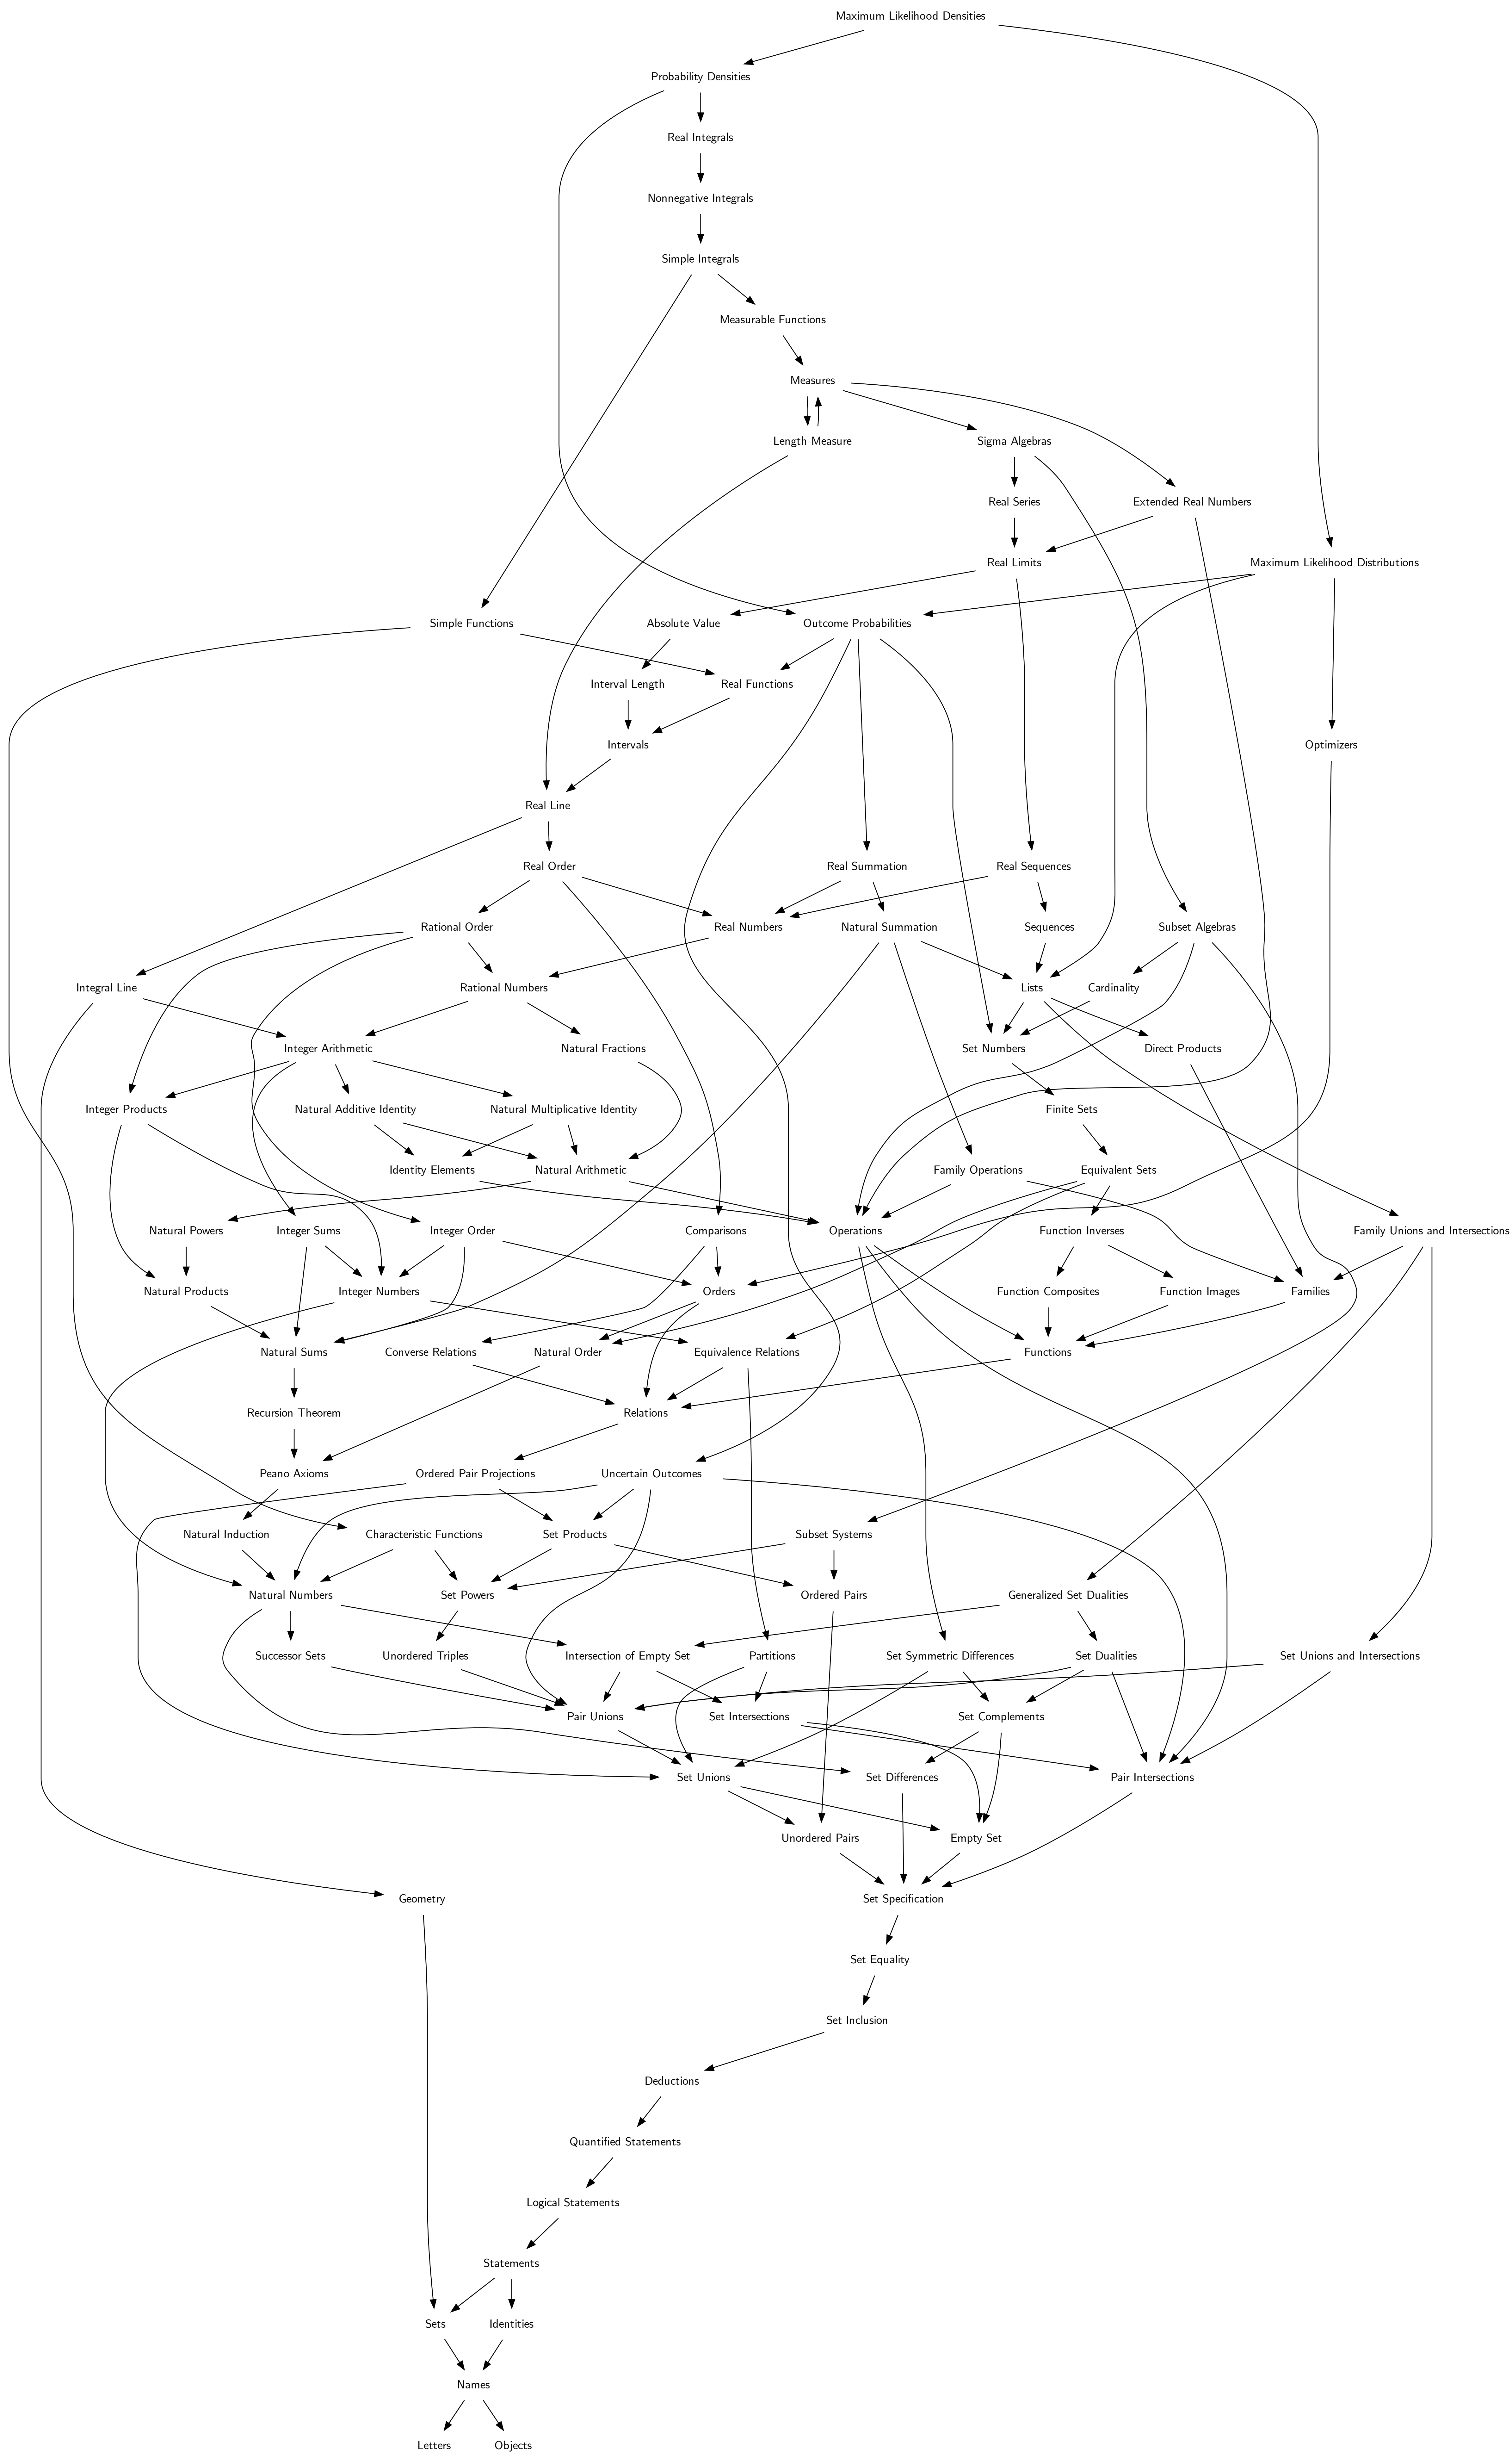 Maximum Likelihood Densities
Probability Densities
Real Integrals
Nonnegative Integrals
Simple Integrals
Measurable Functions
Measures
Length Measure
Sigma Algebras
Real Series
Extended Real Numbers
Real Limits
Maximum Likelihood Distributions
Simple Functions
Absolute Value
Outcome Probabilities
Interval Length
Real Functions
Intervals
Optimizers
Real Line
Real Order
Real Summation
Real Sequences
Rational Order
Real Numbers
Natural Summation
Sequences
Subset Algebras
Integral Line
Rational Numbers
Lists
Cardinality
Integer Arithmetic
Natural Fractions
Set Numbers
Direct Products
Integer Products
Natural Additive Identity
Natural Multiplicative Identity
Finite Sets
Identity Elements
Natural Arithmetic
Family Operations
Equivalent Sets
Natural Powers
Integer Sums
Integer Order
Comparisons
Operations
Function Inverses
Family Unions and Intersections
Natural Products
Integer Numbers
Orders
Function Composites
Function Images
Families
Natural Sums
Converse Relations
Natural Order
Equivalence Relations
Functions
Recursion Theorem
Relations
Peano Axioms
Ordered Pair Projections
Uncertain Outcomes
Natural Induction
Characteristic Functions
Set Products
Subset Systems
Natural Numbers
Set Powers
Ordered Pairs
Generalized Set Dualities
Successor Sets
Unordered Triples
Intersection of Empty Set
Partitions
Set Symmetric Differences
Set Dualities
Set Unions and Intersections
Pair Unions
Set Intersections
Set Complements
Set Unions
Set Differences
Pair Intersections
Unordered Pairs
Empty Set
Geometry
Set Specification
Set Equality
Set Inclusion
Deductions
Quantified Statements
Logical Statements
Statements
Sets
Identities
Names
Letters
Objects